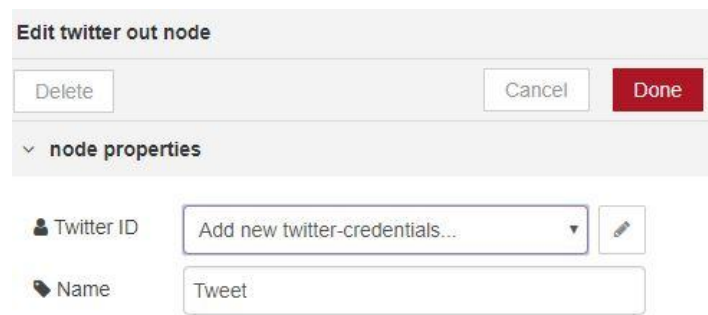 Edit twitter out node
Delete Cancel Done
node properties
Twitter ID Add new twitter-credentials...
Name Tweet